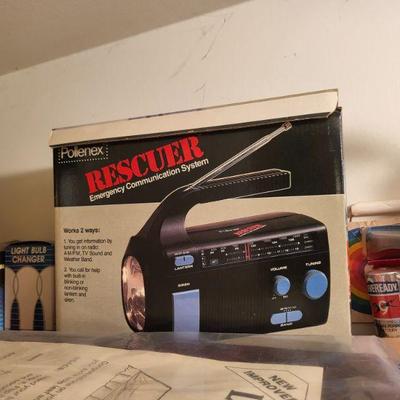 Pollenex
RESCUER
Emergency Communication System
Works 2 ways:
1. You get information by
tuning in on radio:
AM/FM, TV Sound and
Weather Band.
2. You call for help
with built-in
blinking or
non-blinking
lantern and
siren.
LANTERN
SIREN
VOLUME
TUNING
BAND
LIGHT BULB
CHANGER
EVEREADY
NEW
IMPROVED